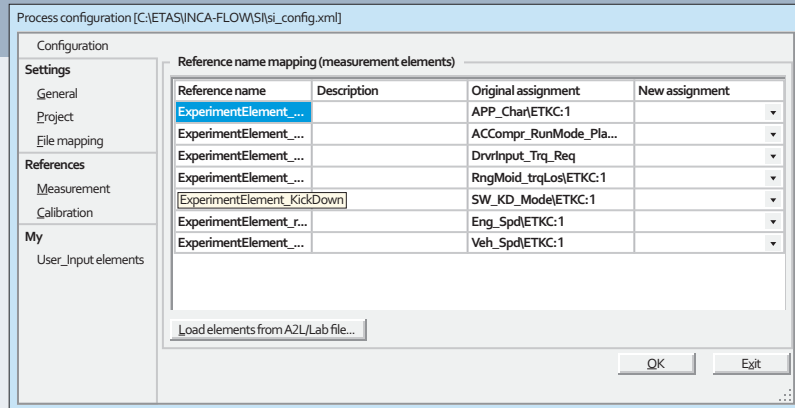 Process configuration [C:\ETAS\INCA-FLOW\SI\si_config.xml]
Configuration
Settings
General
Project
File mapping
References
Measurement
Calibration
My
User_Input elements
Reference name mapping (measurement elements)
Reference name Description Original assignment New assignment
ExperimentElement_... APP_Char\ETKC:1
ExperimentElement_... ACCompr_RunMode_Pla...
ExperimentElement_... DrvrInput_Trq_Req
ExperimentElement_... RngMoid_trqLos\ETKC:1
ExperimentElement_KickDown SW_KD_Mode\ETKC:1
ExperimentElement_r... Eng_Spd\ETKC:1
ExperimentElement_... Veh_Spd\ETKC:1
Load elements from A2L/Lab file...
OK Exit